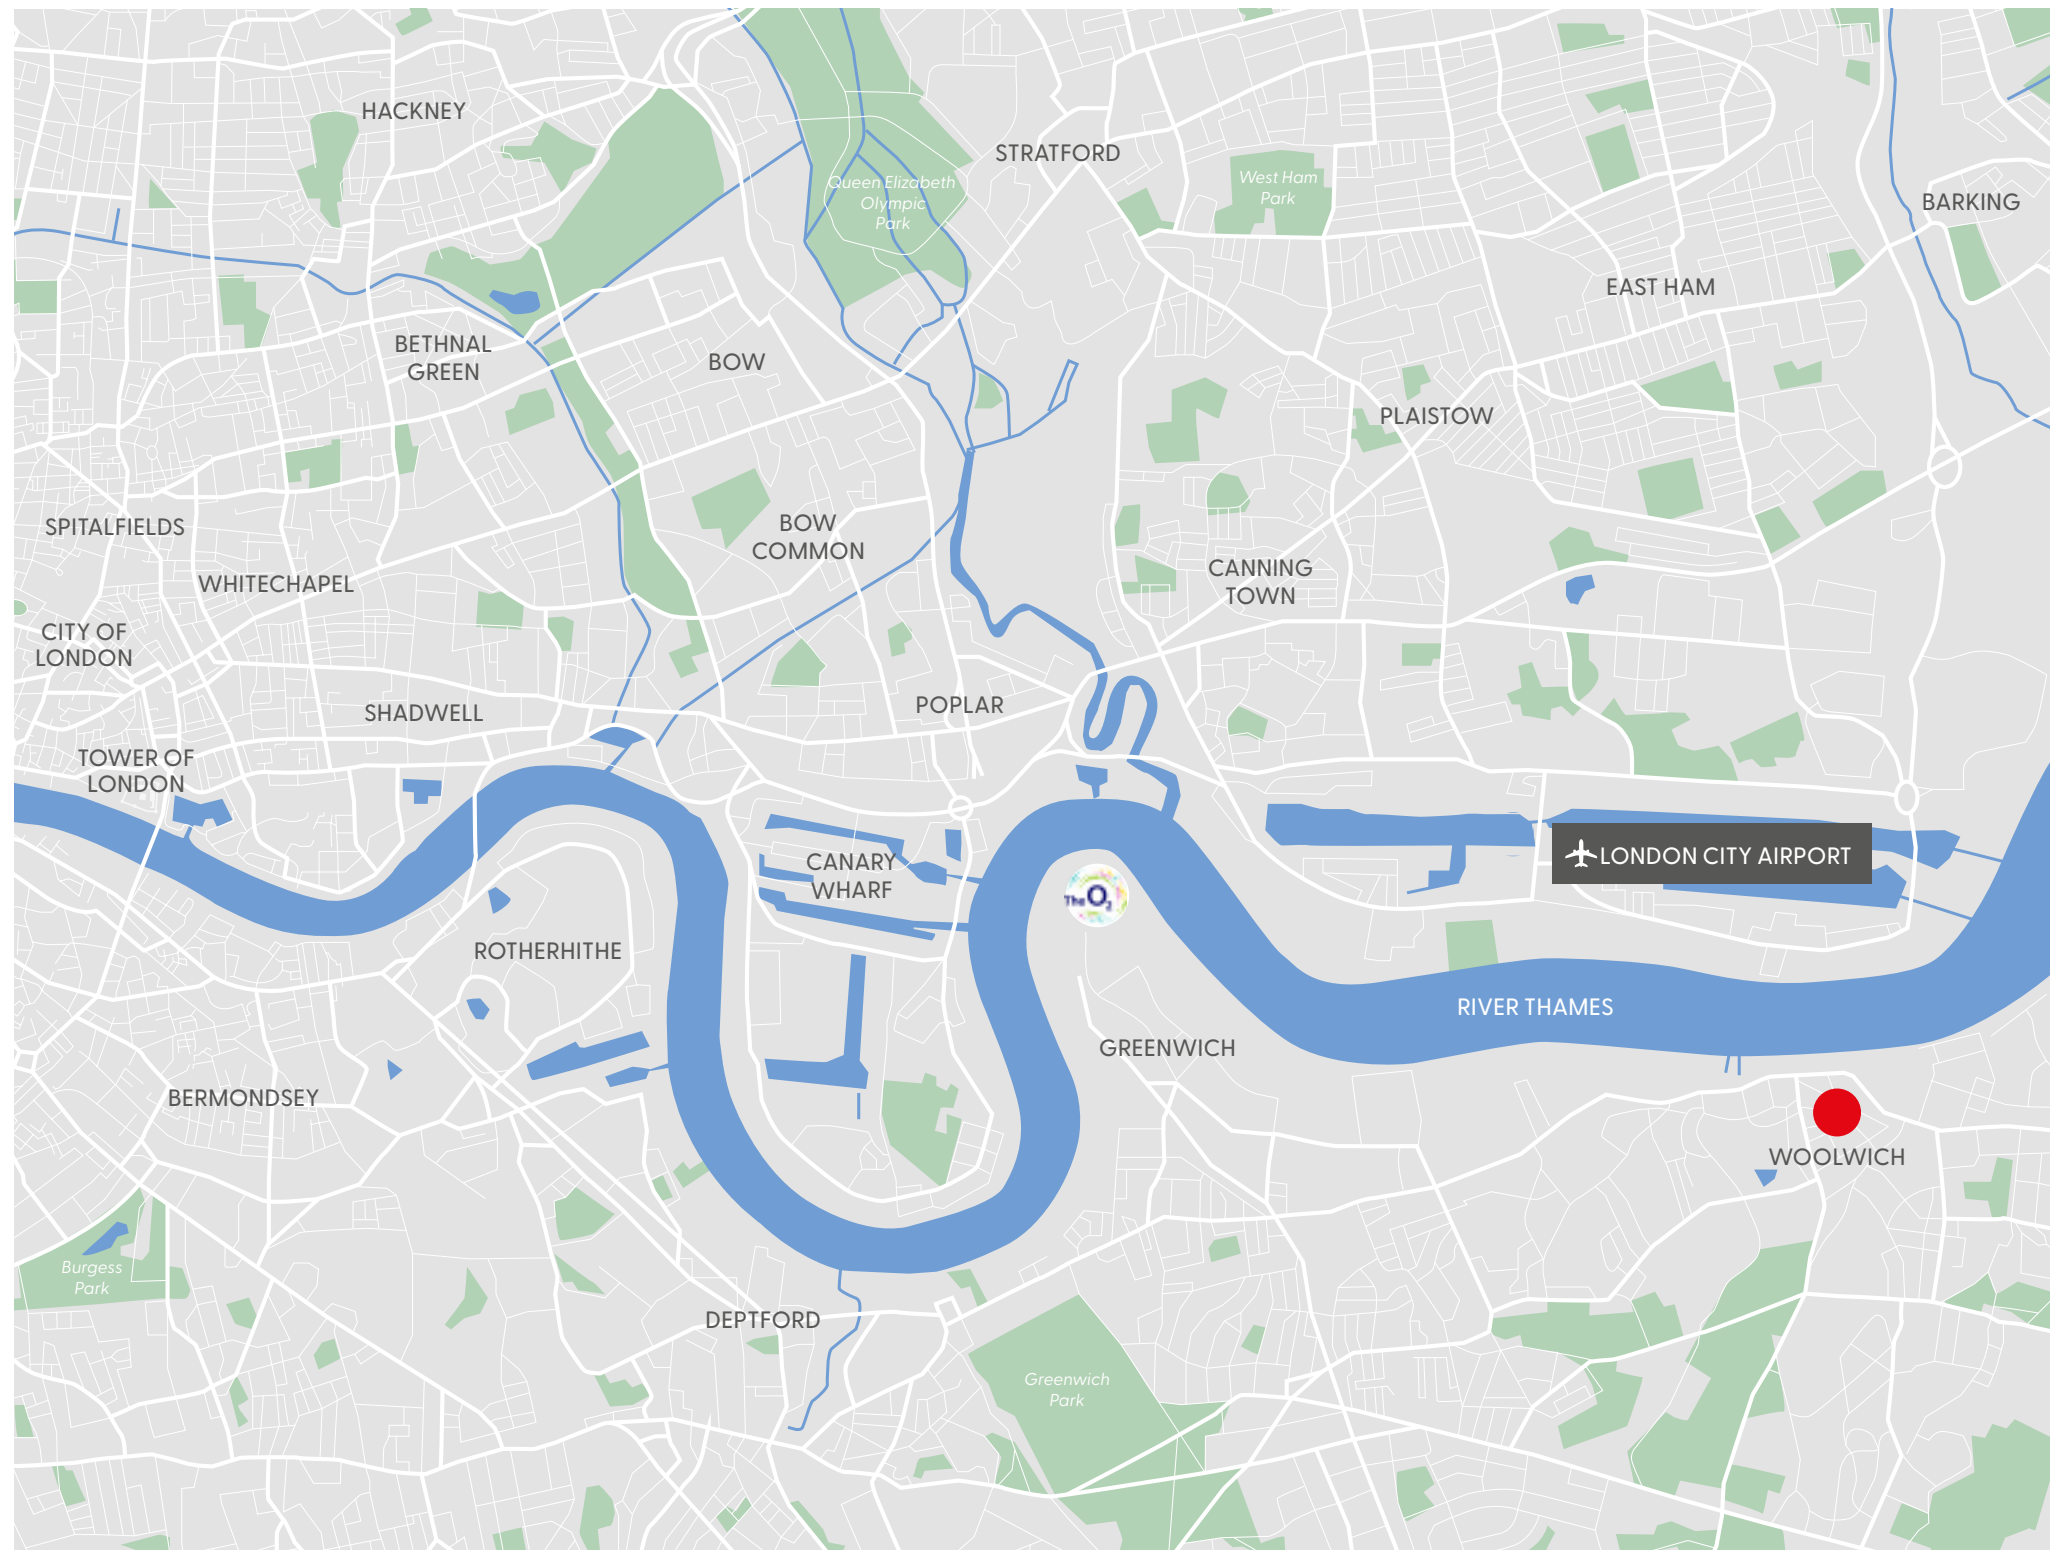 HACKNEY
STRATFORD
Queen Elizabeth
Olympic
Park
West Ham
Park
BARKING
EAST HAM
BETHNAL
GREEN
BOW
PLAISTOW
SPITALFIELDS
BOW
COMMON
WHITECHAPEL
CANNING
TOWN
CITY OF
LONDON
SHADWELL
POPLAR
TOWER OF
LONDON
CANARY
WHARF
LONDON CITY AIRPORT
The O2
ROTHERHITHE
RIVER THAMES
GREENWICH
BERMONDSEY
WOOLWICH
Burgess
Park
DEPTFORD
Greenwich
Park